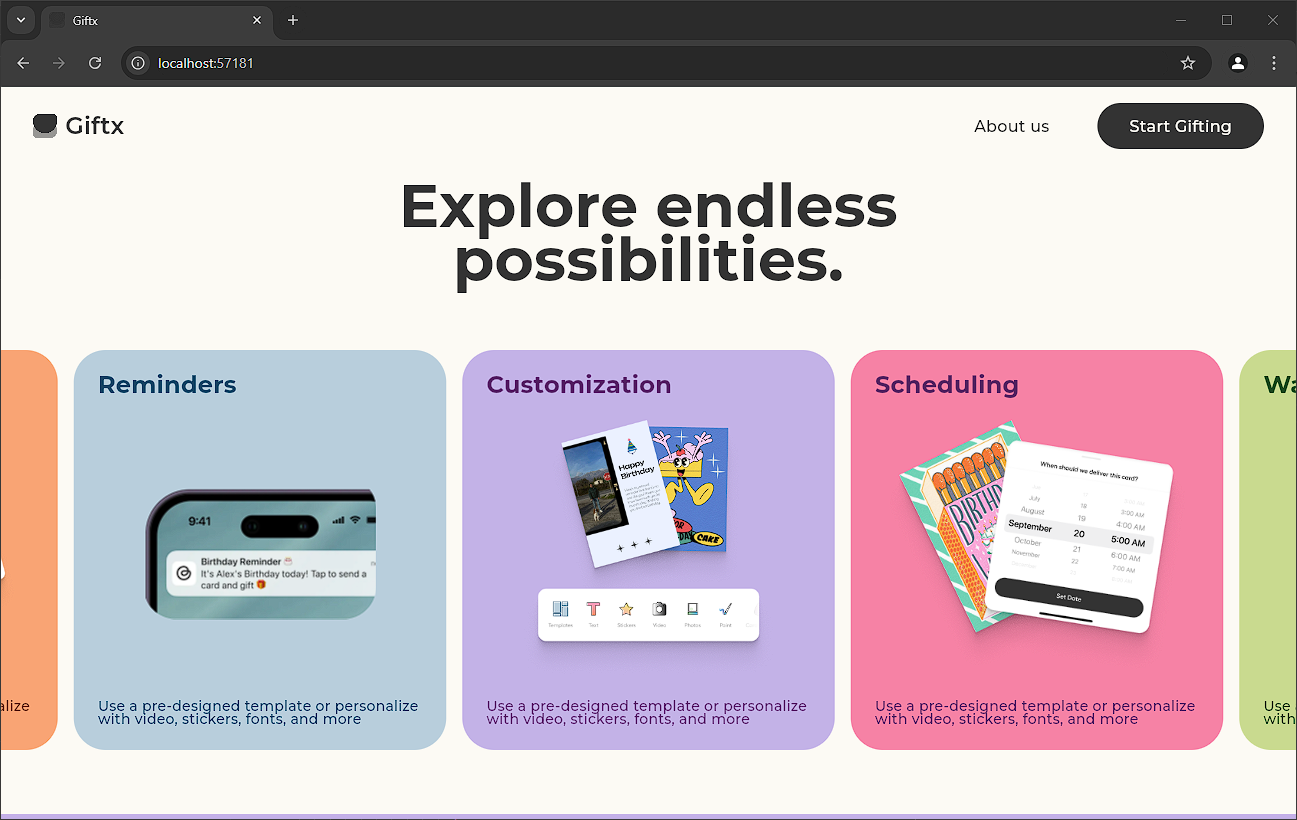 Giftx
localhost:57181
Giftx
About us
Start Gifting
Explore endless
possibilities.
Reminders
Customization
Scheduling
9:41
Birthday Reminder
It's Alex's Birthday today! Tap to send a
card and gift
Happy
Birthday
CAKE
Templates
Text
Stickers
Video
Photos
Paint
When should we deliver this card?
July 18 3:00 AM
August 19 4:00 AM
September 20 5:00 AM
October 21 6:00 AM
November 22 7:00 AM
Set Date
alize
Use a pre-designed template or personalize
with video, stickers, fonts, and more
Use a pre-designed template or personalize
with video, stickers, fonts, and more
Use a pre-designed template or personalize
with video, stickers, fonts, and more
Use
with